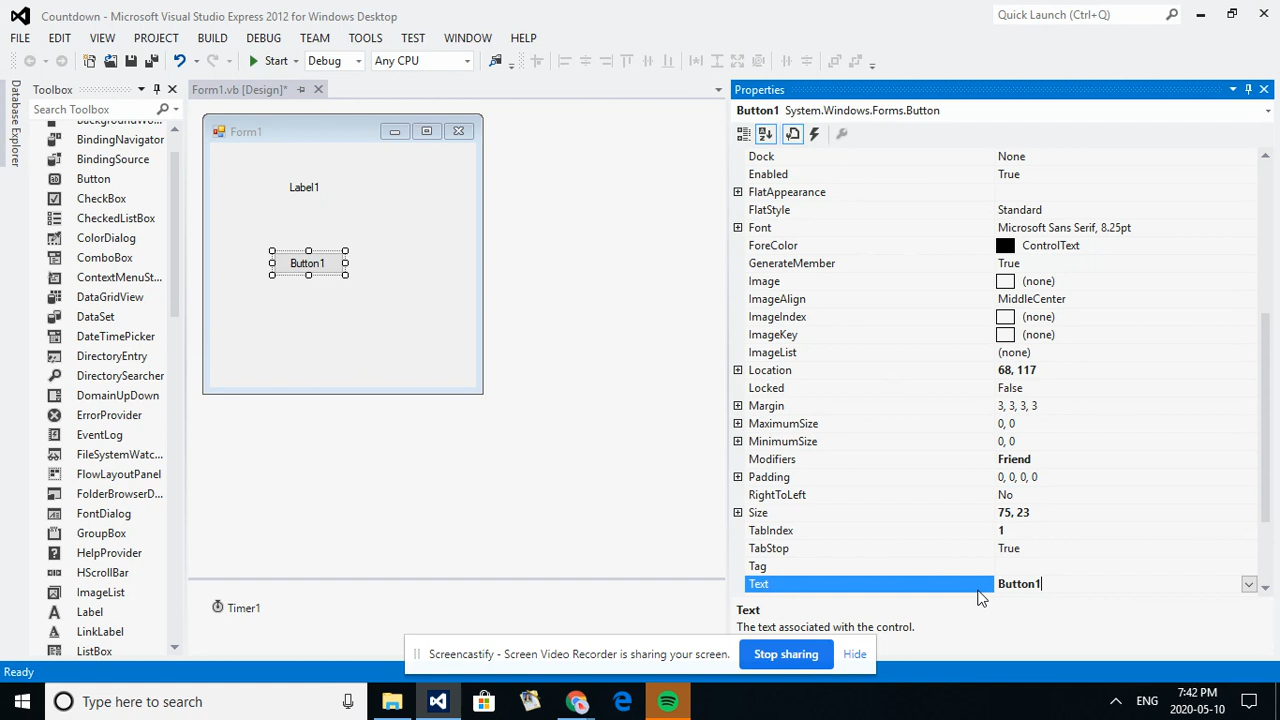 Countdown - Microsoft Visual Studio Express 2012 for Windows Desktop
Quick Launch (Ctrl+Q)
FILE EDIT VIEW PROJECT BUILD DEBUG TEAM TOOLS TEST WINDOW HELP
Start Debug Any CPU
Database Explorer
Toolbox
Search Toolbox
BackgroundWo...
BindingNavigator
BindingSource
Button
CheckBox
CheckedListBox
ColorDialog
ComboBox
ContextMenuSt...
DataGridView
DataSet
DateTimePicker
DirectoryEntry
DirectorySearcher
DomainUpDown
ErrorProvider
EventLog
FileSystemWatc...
FlowLayoutPanel
FolderBrowserD...
FontDialog
GroupBox
HelpProvider
HScrollBar
ImageList
Label
LinkLabel
ListBox
Form1.vb [Design]*
Form1
Label1
Button1
Timer1
Properties
Button1 System.Windows.Forms.Button
Dock None
Enabled True
FlatAppearance
FlatStyle Standard
Font Microsoft Sans Serif, 8.25pt
ForeColor ControlText
GenerateMember True
Image (none)
ImageAlign MiddleCenter
ImageIndex (none)
ImageKey (none)
ImageList (none)
Location 68, 117
Locked False
Margin 3, 3, 3, 3
MaximumSize 0, 0
MinimumSize 0, 0
Modifiers Friend
Padding 0, 0, 0, 0
RightToLeft No
Size 75, 23
TabIndex 1
TabStop True
Tag
Text Button1
Text
The text associated with the control.
Screencastify - Screen Video Recorder is sharing your screen. Stop sharing Hide
Ready
Type here to search
ENG
7:42 PM
2020-05-10